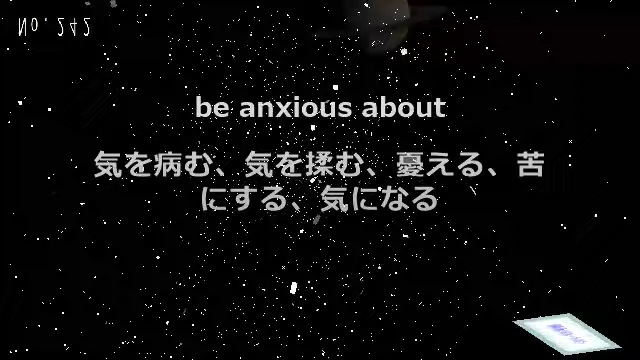 No. 242
be anxious about
気を病む、気を揉む、憂える、苦
にする、気になる